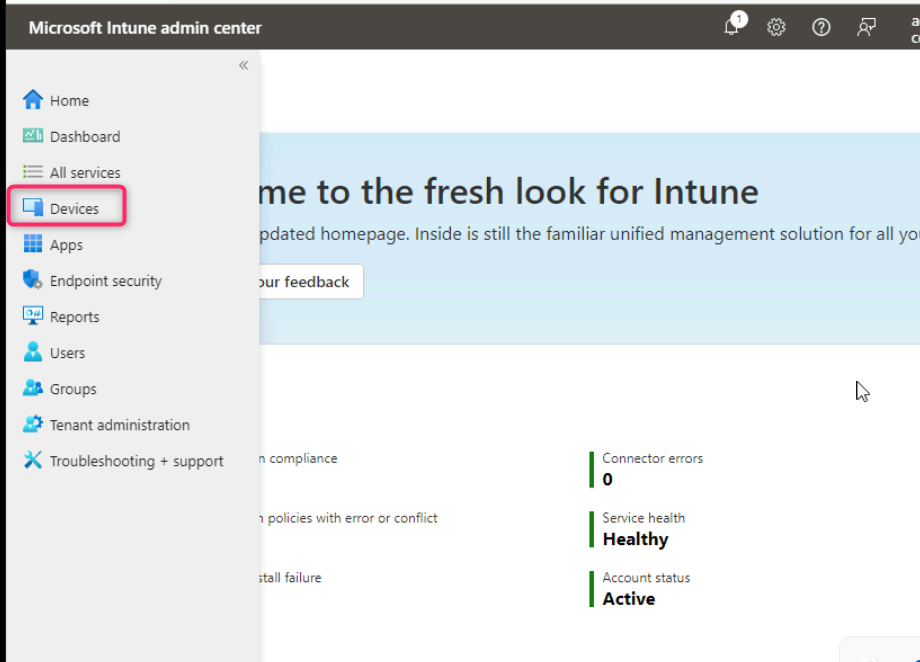 Microsoft Intune admin center
1
Home
Dashboard
All services
Devices
Apps
Endpoint security
Reports
Users
Groups
Tenant administration
Troubleshooting + support
me to the fresh look for Intune
pdated homepage. Inside is still the familiar unified management solution for all
our feedback
compliance
Connector errors
0
policies with error or conflict
Service health
Healthy
stall failure
Account status
Active